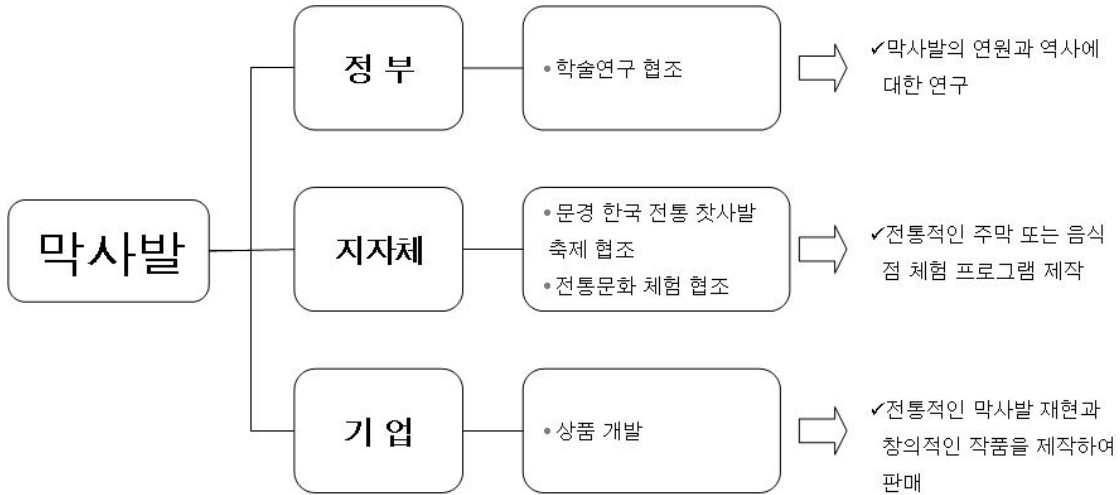 막사발
정 부
• 학술연구 협조
✓막사발의 연원과 역사에
대한 연구
지자체
• 문경 한국 전통 찻사발
축제 협조
• 전통문화 체험 협조
✓전통적인 주막 또는 음식
점 체험 프로그램 제작
기 업
• 상품 개발
✓전통적인 막사발 재현과
창의적인 작품을 제작하여
판매